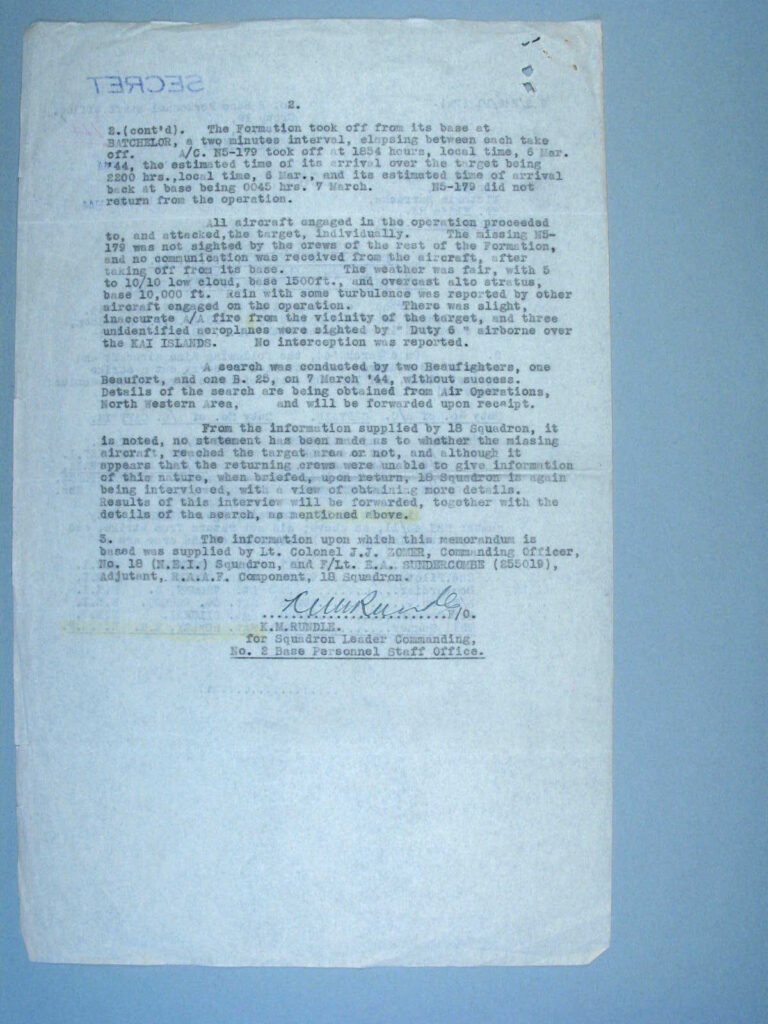 SECRET
2.
2.(cont'd). The Formation took off from its base at
BATCHELOR, a two minutes interval, elapsing between each take
off. A/C. N5-179 took off at 1854 hours, local time, 6 Mar.
'44, the estimated time of its arrival over the target being
2200 hrs.,local time, 6 Mar., and its estimated time of arrival
back at base being 0045 hrs. 7 March. N5-179 did not
return from the operation.
All aircraft engaged in the operation proceeded
to, and attacked,the target, individually. The missing N5-
179 was not sighted by the crews of the rest of the Formation,
and no communication was received from the aircraft, after
taking off from its base. The weather was fair, with 5
to 10/10 low cloud, base 1500ft., and overcast alto stratus,
base 10,000 ft. Rain with some turbulence was reported by other
aircraft engaged on the operation. There was slight,
inaccurate A/A fire from the vicinity of the target, and three
unidentified aeroplanes were sighted by " Duty 6 " airborne over
the KAI ISLANDS. No interception was reported.
A search was conducted by two Beaufighters, one
Beaufort, and one B. 25, on 7 March '44, without success.
Details of the search are being obtained from Air Operations,
North Western Area, and will be forwarded upon receipt.
From the information supplied by 18 Squadron, it
is noted, no statement has been made as to whether the missing
aircraft, reached the target area or not, and although it
appears that the returning crews were unable to give information
of this nature, when briefed, upon return, 18 Squadron is again
being interviewed, with a view of obtaining more details.
Results of this interview will be forwarded, together with the
details of the search, as mentioned above.
3. The information upon which this memorandum is
based was supplied by Lt. Colonel J.J. ZOMER, Commanding Officer,
No. 18 (N.E.I.) Squadron, and F/Lt. E.A. SUNDERCOMBE (255019),
Adjutant, R.A.A.F. Component, 18 Squadron.
KMRundle F/O.
K.M.RUNDLE.
for Squadron Leader Commanding,
No. 2 Base Personnel Staff Office.